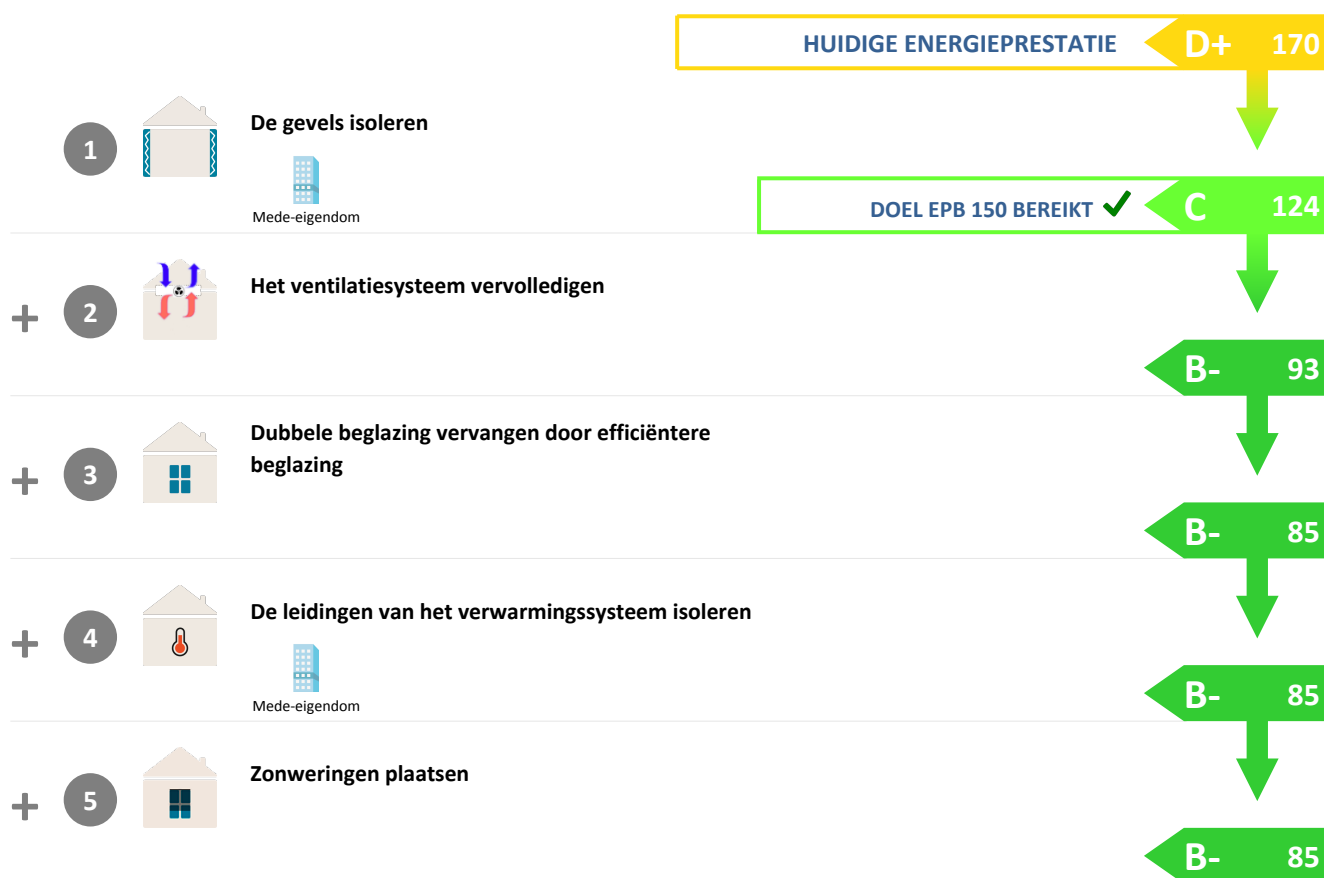 HUIDIGE ENERGIEPRESTATIE D+ 170
1 De gevels isoleren
Mede-eigendom
DOEL EPB 150 BEREIKT ✓ C 124
+ 2 Het ventilatiesysteem vervolledigen
B- 93
+ 3 Dubbele beglazing vervangen door efficiëntere
beglazing
B- 85
+ 4 De leidingen van het verwarmingssysteem isoleren
Mede-eigendom
B- 85
+ 5 Zonweringen plaatsen
B- 85